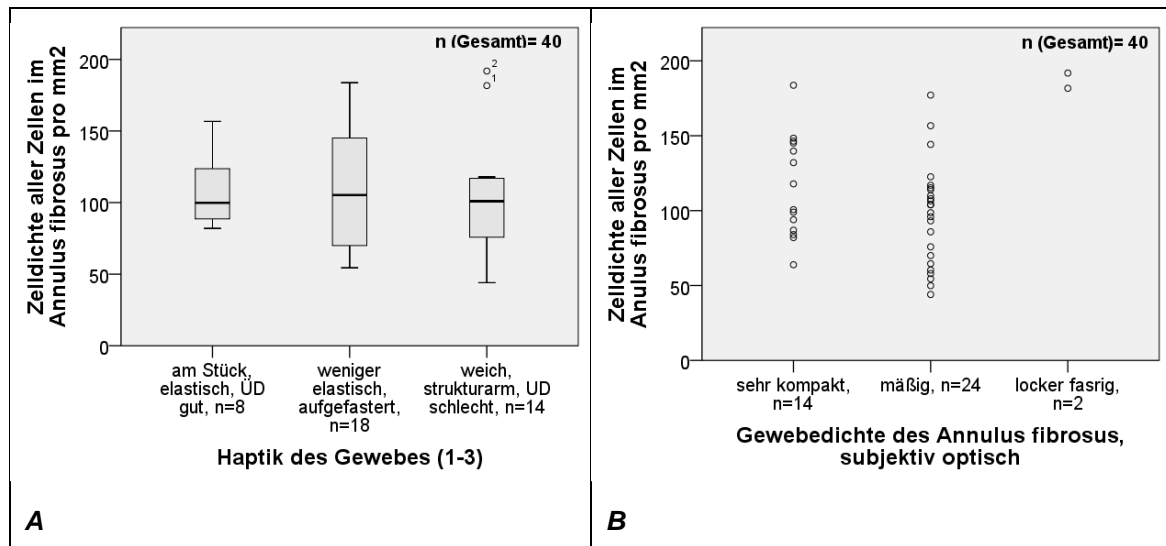 n (Gesamt)= 40
Zelldichte aller Zellen im
Annulus fibrosus pro mm2
200
150
100
50
0
2
1
am Stück,
elastisch, ÜD
gut, n=8
weniger
elastisch,
aufgefastert,
n=18
weich,
strukturarm, UD
schlecht, n=14
Haptik des Gewebes (1-3)
A
n (Gesamt)= 40
Zelldichte aller Zellen im
Anulus fibrosus pro mm2
200
150
100
50
0
sehr kompakt,
n=14
mäßig, n=24
locker fasrig,
n=2
Gewebedichte des Annulus fibrosus,
subjektiv optisch
B